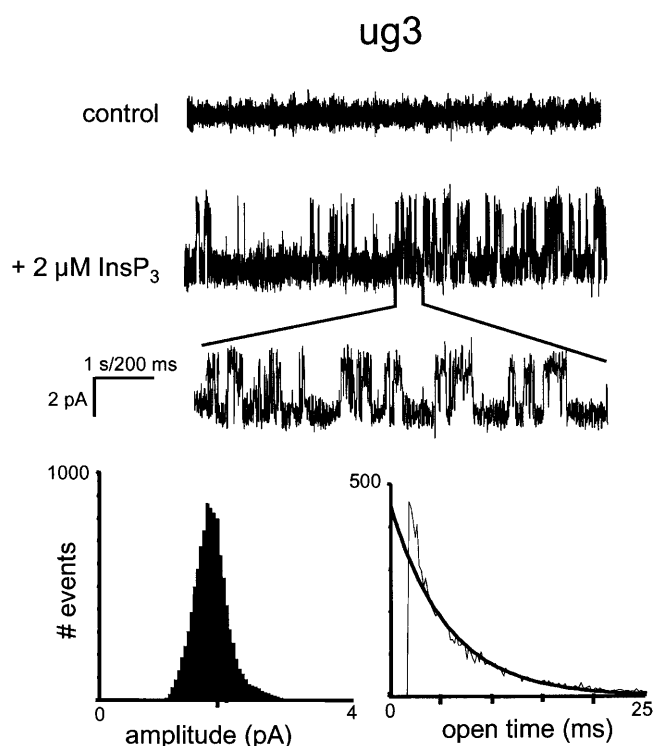 ug3
control
+ 2 µM InsP3
1 s/200 ms
2 pA
1000
# events
0
4
amplitude (pA)
500
0
25
open time (ms)